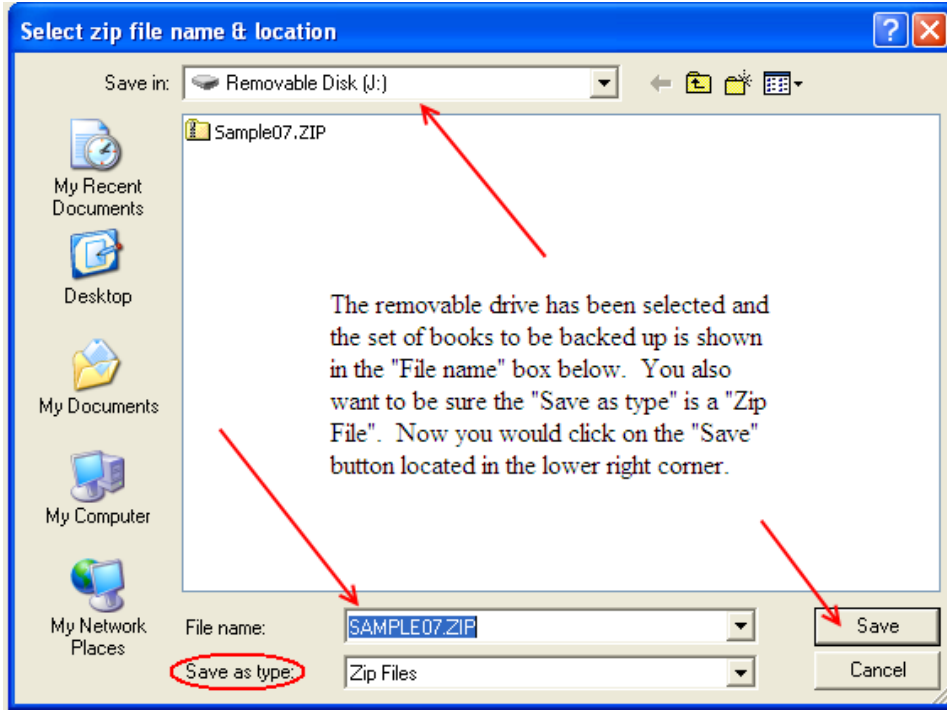 Select zip file name & location
Save in:
Removable Disk (J:)
Sample07.ZIP
My Recent
Documents
Desktop
My Documents
My Computer
My Network
Places
The removable drive has been selected and
the set of books to be backed up is shown
in the "File name" box below. You also
want to be sure the "Save as type" is a "Zip
File". Now you would click on the "Save"
button located in the lower right corner.
File name:
SAMPLE07.ZIP
Save
Save as type:
Zip Files
Cancel